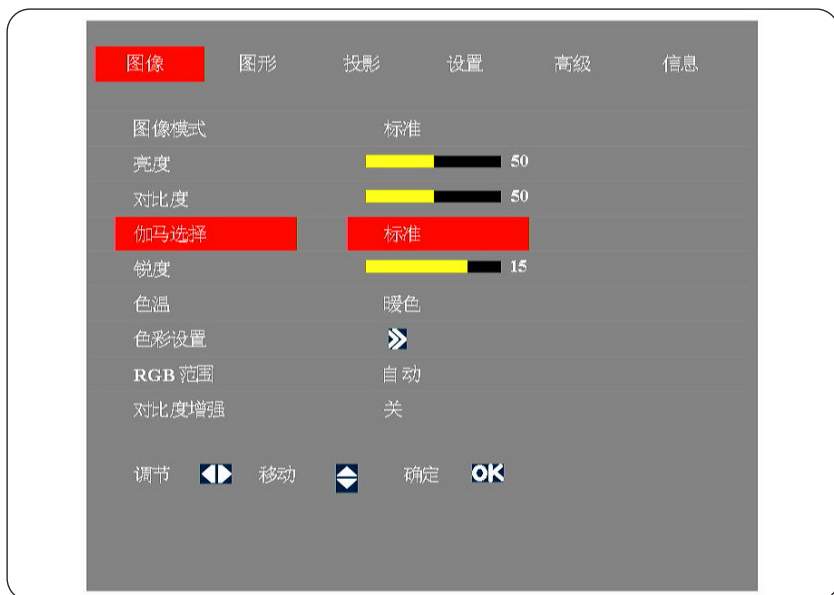 图像 图形 投影 设置 高级 信息
图像模式 标准
亮度 50
对比度 50
伽马选择 标准
锐度 15
色温 暖色
色彩设置
RGB 范围 自动
对比度增强 关
调节 移动 确定 OK